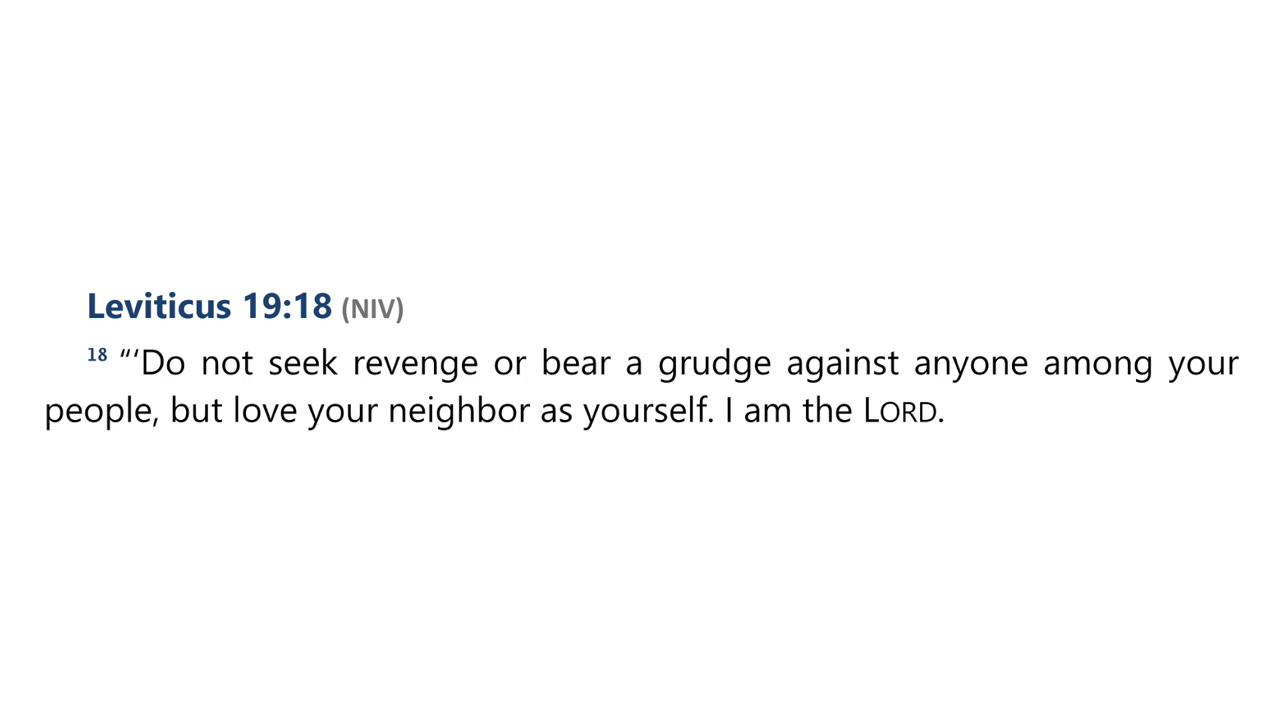 Leviticus 19:18 (NIV)
18 “‘Do not seek revenge or bear a grudge against anyone among your
people, but love your neighbor as yourself. I am the LORD.